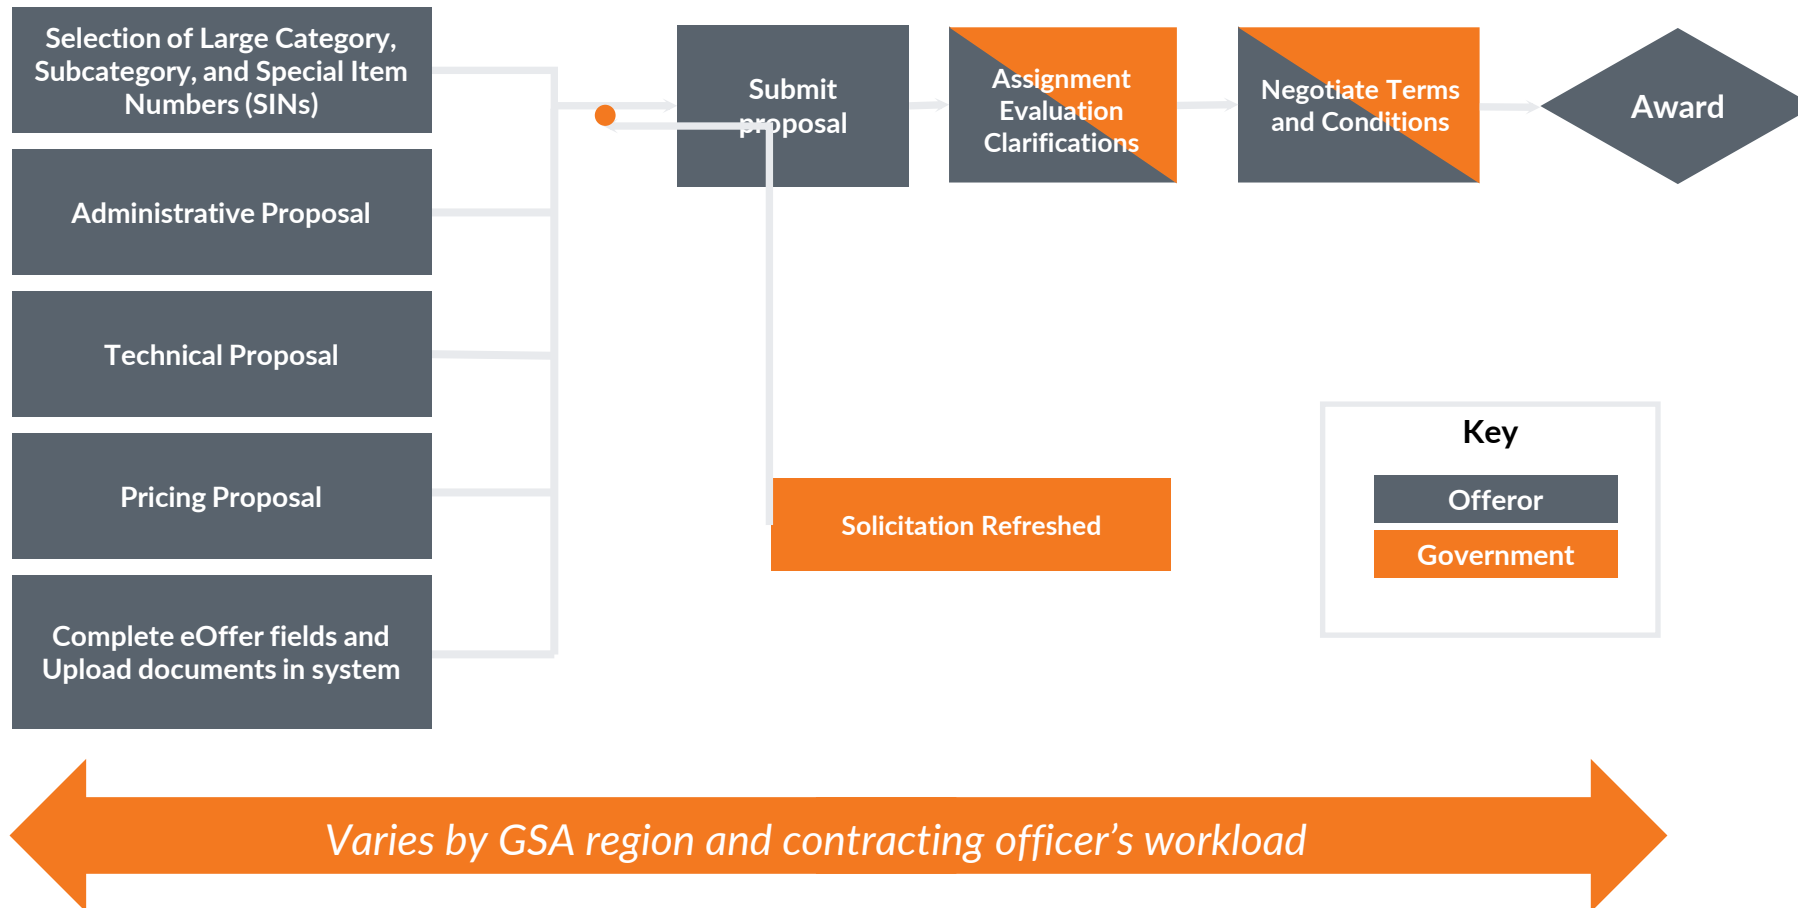 Selection of Large Category,
Subcategory, and Special Item
Numbers (SINs)
Administrative Proposal
Technical Proposal
Pricing Proposal
Complete eOffer fields and
Upload documents in system
Submit
proposal
Assignment
Evaluation
Clarifications
Negotiate Terms
and Conditions
Award
Solicitation Refreshed
Key
Offeror
Government
Varies by GSA region and contracting officer’s workload